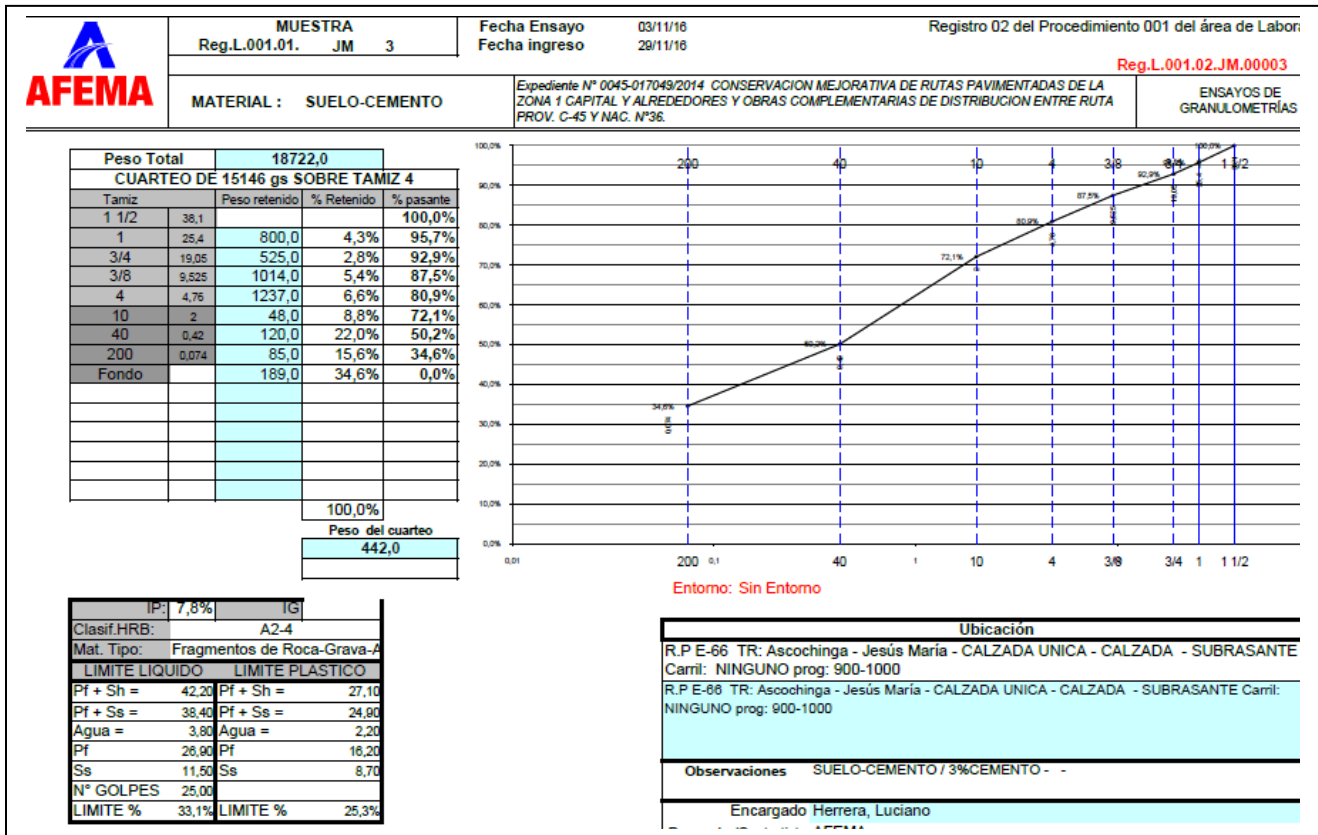 AFEMA
MUESTRA
Reg.L.001.01. JM 3
Fecha Ensayo 03/11/16
Fecha ingreso 29/11/16
Registro 02 del Procedimiento 001 del área de Labora
Reg.L.001.02.JM.00003
MATERIAL : SUELO-CEMENTO
Expediente N° 0045-017049/2014 CONSERVACION MEJORATIVA DE RUTAS PAVIMENTADAS DE LA
ZONA 1 CAPITAL Y ALREDEDORES Y OBRAS COMPLEMENTARIAS DE DISTRIBUCION ENTRE RUTA
PROV. C-45 Y NAC. N°36.
ENSAYOS DE
GRANULOMETRÍAS
Peso Total 18722,0
CUARTEO DE 15146 gs SOBRE TAMIZ 4
Tamiz Peso retenido % Retenido % pasante
1 1/2 38,1 100,0%
1 25,4 800,0 4,3% 95,7%
3/4 19,05 525,0 2,8% 92,9%
3/8 9,525 1014,0 5,4% 87,5%
4 4,76 1237,0 6,6% 80,9%
10 2 48,0 8,8% 72,1%
40 0,42 120,0 22,0% 50,2%
200 0,074 85,0 15,6% 34,6%
Fondo 189,0 34,6% 0,0%
100,0%
Peso del cuarteo
442,0
100,0%
90,0%
80,0%
70,0%
60,0%
50,0%
40,0%
30,0%
20,0%
10,0%
0,0%
200 40 10 4 3/8 1 1/2
100,0%
92,9%
87,5%
80,9%
72,1%
50,2%
34,6%
0,01 200 0,1 40 1 10 4 3/8 3/4 1 1 1/2
Entorno: Sin Entorno
IP: 7,8% IG
Clasif.HRB: A2-4
Mat. Tipo: Fragmentos de Roca-Grava-A
LIMITE LIQUIDO LIMITE PLASTICO
Pf + Sh = 42,20 Pf + Sh = 27,10
Pf + Ss = 38,40 Pf + Ss = 24,90
Agua = 3,80 Agua = 2,20
Pf 26,90 Pf 16,20
Ss 11,50 Ss 8,70
N° GOLPES 25,00
LIMITE % 33,1% LIMITE % 25,3%
Ubicación
R.P E-66 TR: Ascochinga - Jesús María - CALZADA UNICA - CALZADA - SUBRASANTE
Carril: NINGUNO prog: 900-1000
R.P E-66 TR: Ascochinga - Jesús María - CALZADA UNICA - CALZADA - SUBRASANTE Carril:
NINGUNO prog: 900-1000
Observaciones SUELO-CEMENTO / 3%CEMENTO - -
Encargado Herrera, Luciano
AFEMA